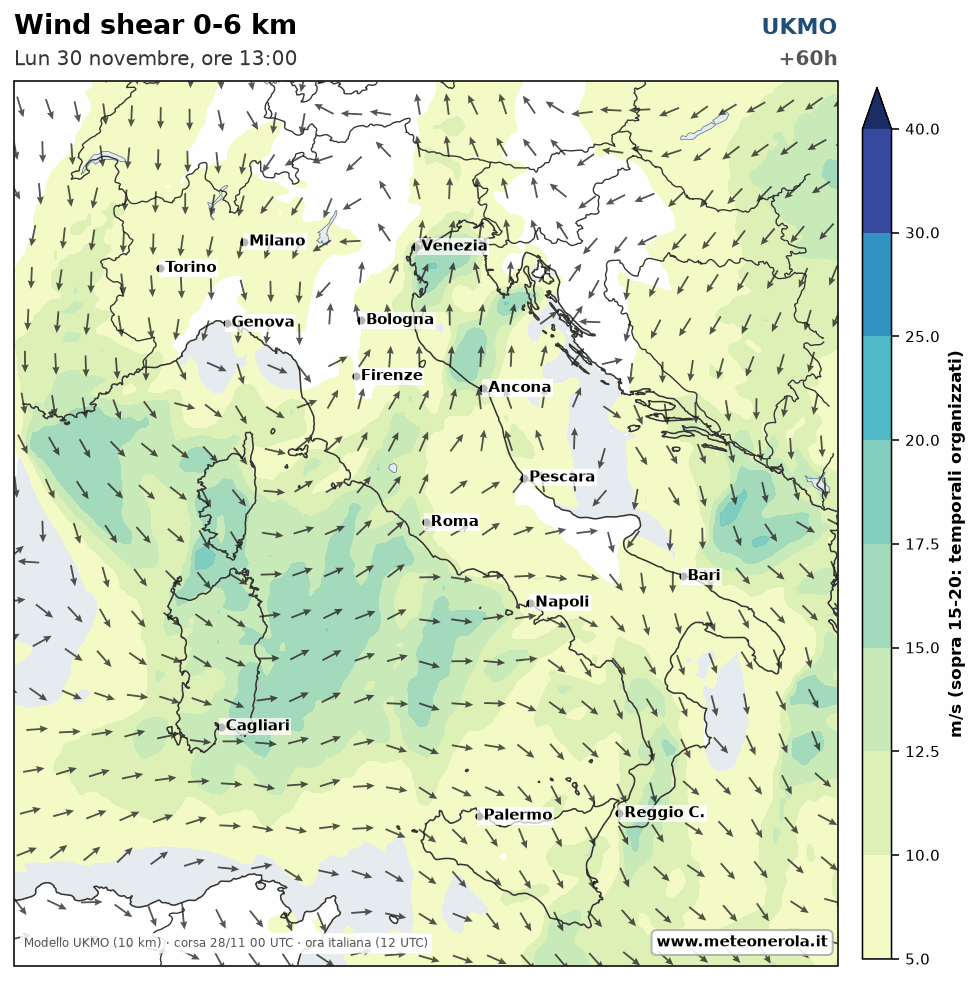 Wind shear 0-6 km
UKMO
Lun 30 novembre, ore 13:00
+60h
40.0
30.0
25.0
20.0
17.5
15.0
12.5
10.0
5.0
m/s (sopra 15-20: temporali organizzati)
Venezia
Milano
Torino
Genova
Bologna
Firenze
Ancona
Pescara
Roma
Bari
Napoli
Cagliari
Palermo
Reggio C.
Modello UKMO (10 km) · corsa 28/11 00 UTC · ora italiana (12 UTC)
www.meteonerola.it